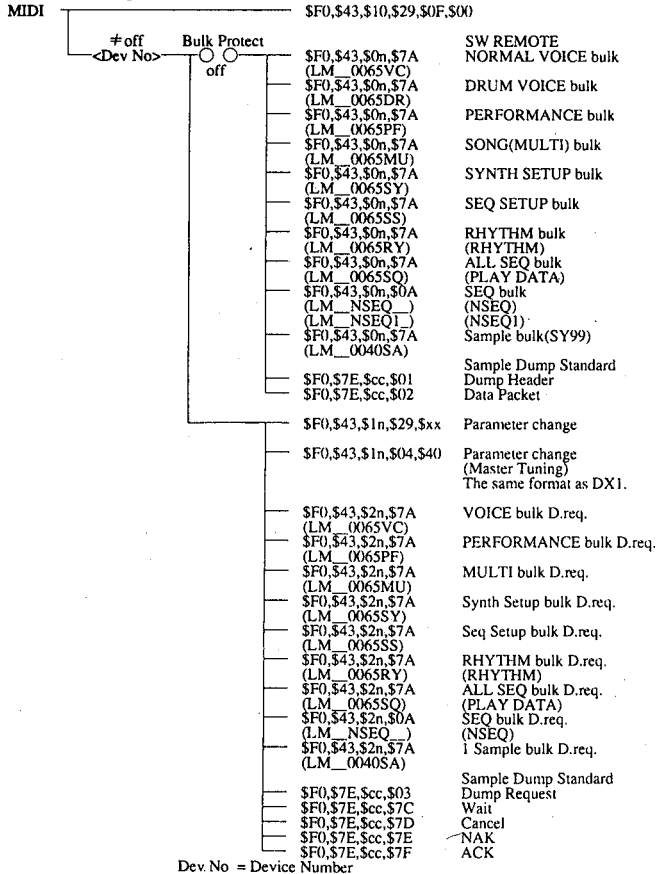 MIDI $F0,$43,$10,$29,$0F,$00
≠off Bulk Protect SW REMOTE
<Dev No> off $F0,$43,$0n,$7A NORMAL VOICE bulk
(LM__0065VC)
$F0,$43,$0n,$7A DRUM VOICE bulk
(LM__0065DR)
$F0,$43,$0n,$7A PERFORMANCE bulk
(LM__0065PF)
$F0,$43,$0n,$7A SONG(MULTI) bulk
(LM__0065MU)
$F0,$43,$0n,$7A SYNTH SETUP bulk
(LM__0065SY)
$F0,$43,$0n,$7A SEQ SETUP bulk
(LM__0065SS)
$F0,$43,$0n,$7A RHYTHM bulk
(LM__0065RY) (RHYTHM)
$F0,$43,$0n,$7A ALL SEQ bulk
(LM__0065SQ) (PLAY DATA)
$F0,$43,$0n,$0A SEQ bulk
(LM__NSEQ__) (NSEQ)
(LM__NSEQ1_) (NSEQ1)
$F0,$43,$0n,$7A Sample bulk(SY99)
(LM__0040SA)
Sample Dump Standard
$F0,$7E,$cc,$01 Dump Header
$F0,$7E,$cc,$02 Data Packet
$F0,$43,$1n,$29,$xx Parameter change
$F0,$43,$1n,$04,$40 Parameter change
(Master Tuning)
The same format as DX1.
$F0,$43,$2n,$7A VOICE bulk D.req.
(LM__0065VC)
$F0,$43,$2n,$7A PERFORMANCE bulk D.req.
(LM__0065PF)
$F0,$43,$2n,$7A MULTI bulk D.req.
(LM__0065MU)
$F0,$43,$2n,$7A Synth Setup bulk D.req.
(LM__0065SY)
$F0,$43,$2n,$7A Seq Setup bulk D.req.
(LM__0065SS)
$F0,$43,$2n,$7A RHYTHM bulk D.req.
(LM__0065RY) (RHYTHM)
$F0,$43,$2n,$7A ALL SEQ bulk D.req.
(LM__0065SQ) (PLAY DATA)
$F0,$43,$2n,$0A SEQ bulk D.req.
(LM__NSEQ__) (NSEQ)
$F0,$43,$2n,$7A 1 Sample bulk D.req.
(LM__0040SA)
Sample Dump Standard
$F0,$7E,$cc,$03 Dump Request
$F0,$7E,$cc,$7C Wait
$F0,$7E,$cc,$7D Cancel
$F0,$7E,$cc,$7E NAK
$F0,$7E,$cc,$7F ACK
Dev. No = Device Number